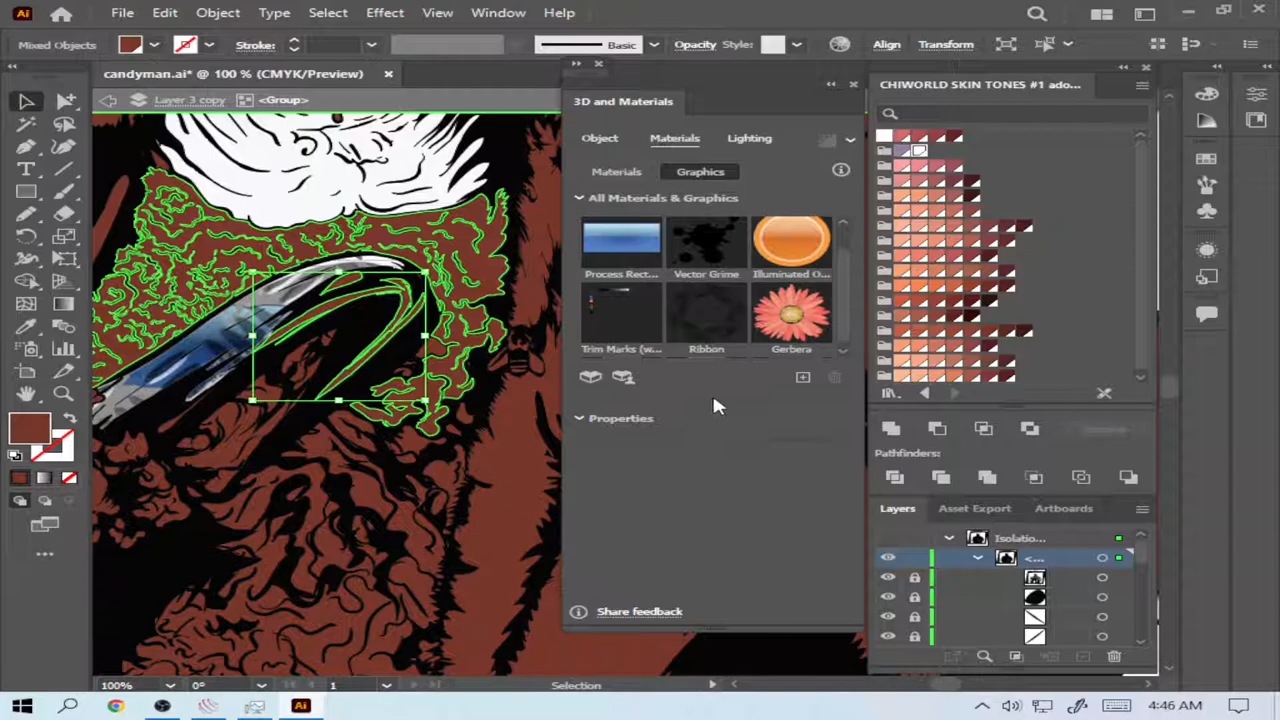 Ai File Edit Object Type Select Effect View Window Help
Mixed Objects Stroke: Basic Opacity Style: Align Transform
candyman.ai* @ 100 % (CMYK/Preview)
Layer 3 copy <Group>
3D and Materials
Object Materials Lighting
Materials Graphics
All Materials & Graphics
Process Rect... Vector Grime Illuminated O...
Trim Marks (w... Ribbon Gerbera
Properties
Share feedback
CHIWORLD SKIN TONES #1 ado...
Pathfinders:
Layers Asset Export Artboards
Isolatio...
<...
100% 0° 1 Selection
Ai 4:46 AM